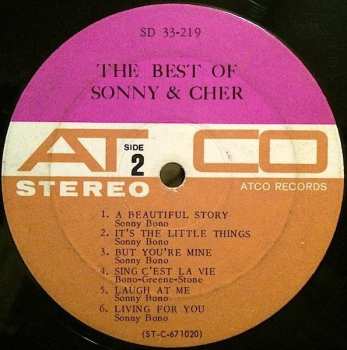 SD 33-219
THE BEST OF
SONNY & CHER
ATCO
SIDE
2
STEREO
ATCO RECORDS
1. A BEAUTIFUL STORY
Sonny Bono
2. IT'S THE LITTLE THINGS
Sonny Bono
3. BUT YOU'RE MINE
Sonny Bono
4. SING C'EST LA VIE
Bono-Greene-Stone
5. LAUGH AT ME
Sonny Bono
6. LIVING FOR YOU
Sonny Bono
(ST-C-671020)